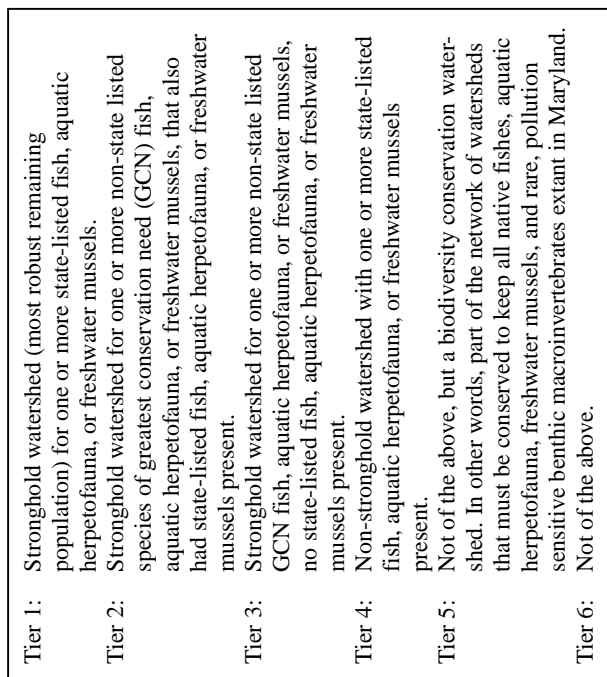 Tier 1: Stronghold watershed (most robust remaining
population) for one or more state-listed fish, aquatic
herpetofauna, or freshwater mussels.
Tier 2: Stronghold watershed for one or more non-state listed
species of greatest conservation need (GCN) fish,
aquatic herpetofauna, or freshwater mussels, that also
had state-listed fish, aquatic herpetofauna, or freshwater
mussels present.
Tier 3: Stronghold watershed for one or more non-state listed
GCN fish, aquatic herpetofauna, or freshwater mussels,
no state-listed fish, aquatic herpetofauna, or freshwater
mussels present.
Tier 4: Non-stronghold watershed with one or more state-listed
fish, aquatic herpetofauna, or freshwater mussels
present.
Tier 5: Not of the above, but a biodiversity conservation water-
shed. In other words, part of the network of watersheds
that must be conserved to keep all native fishes, aquatic
herpetofauna, freshwater mussels, and rare, pollution
sensitive benthic macroinvertebrates extant in Maryland.
Tier 6: Not of the above.